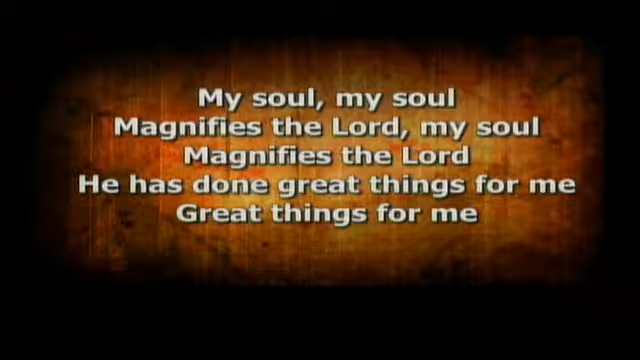 My soul, my soul
Magnifies the Lord, my soul
Magnifies the Lord
He has done great things for me
Great things for me